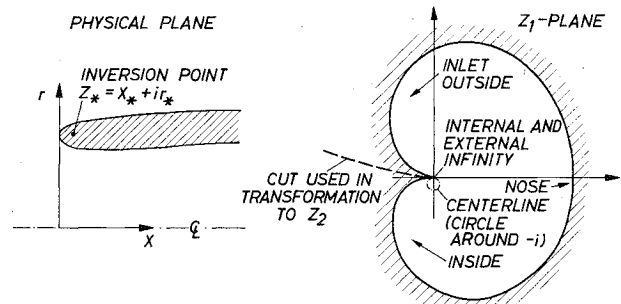 PHYSICAL PLANE
INVERSION POINT
Z* = X* + ir*
r
X
℄
Z1-PLANE
INLET
OUTSIDE
INTERNAL AND
EXTERNAL
INFINITY
CUT USED IN
TRANSFORMATION
TO Z2
NOSE
CENTERLINE
(CIRCLE
AROUND -i)
INSIDE